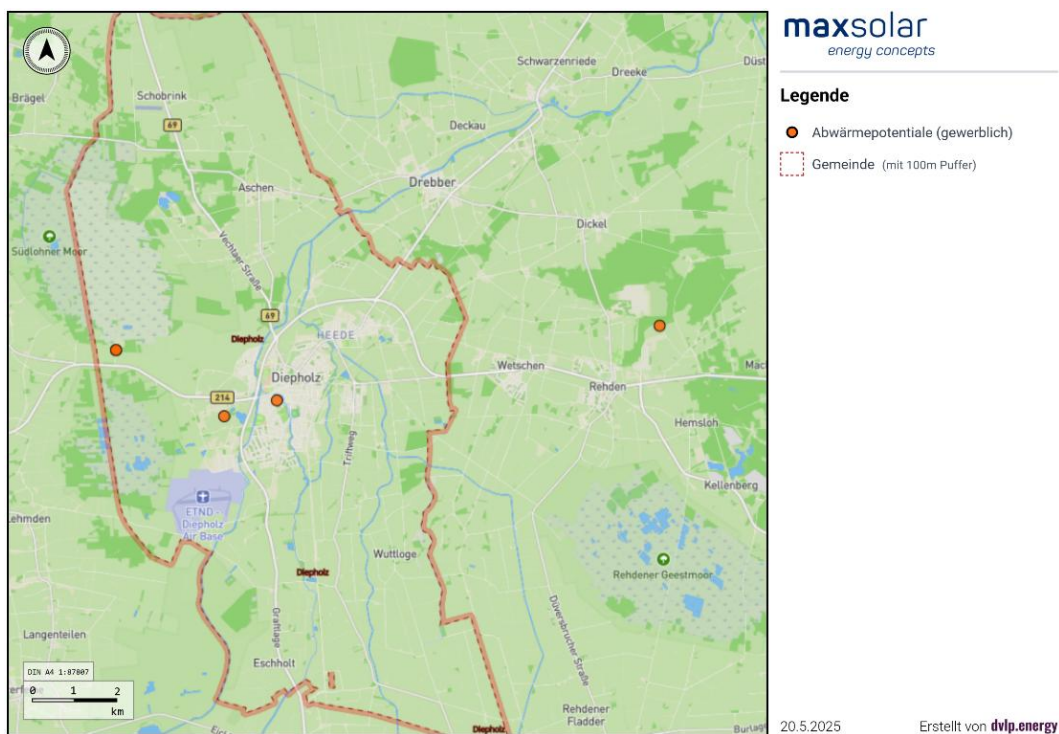 maxsolar
energy concepts
Legende
Abwärmepotentiale (gewerblich)
Gemeinde (mit 100m Puffer)
Schwarzenriede
Dreeke
Düst
-Brägel
Schobrink
69
Deckau
Aschen
Drebber
Dickel
Südlohner Moor
Vechtaer Straße
69
Diepholz
HEEDE
Wetschen
Diepholz
Rehden
214
Hemsloh
Triftweg
Kellenberg
ETND -
Diepholz
Air Base
Lehmden
Wuttloge
Diepholz
Rehdener Geestmoor
Graftlage
Düversbrucher Straße
Langenteilen
Eschholt
DIN A4 1:87807
0 1 2
km
Rehdener
Fladder
Diepholz
Burlag
20.5.2025
Erstellt von dvlp.energy